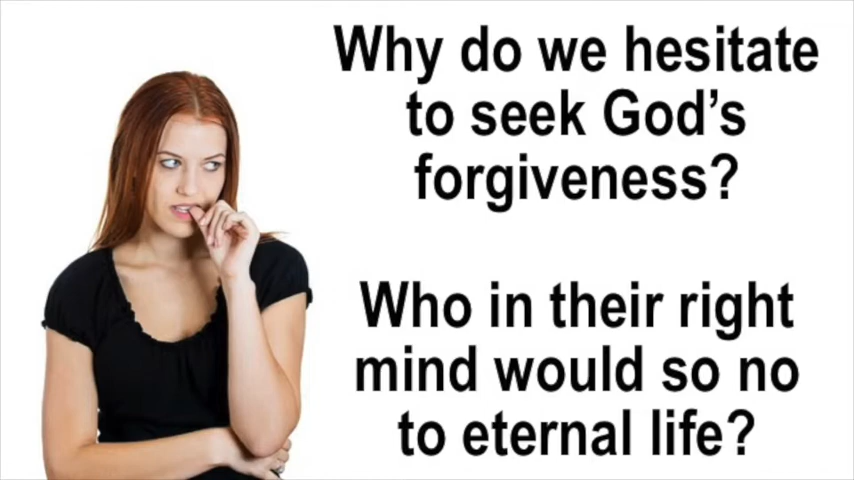 Why do we hesitate
to seek God’s
forgiveness?
Who in their right
mind would so no
to eternal life?